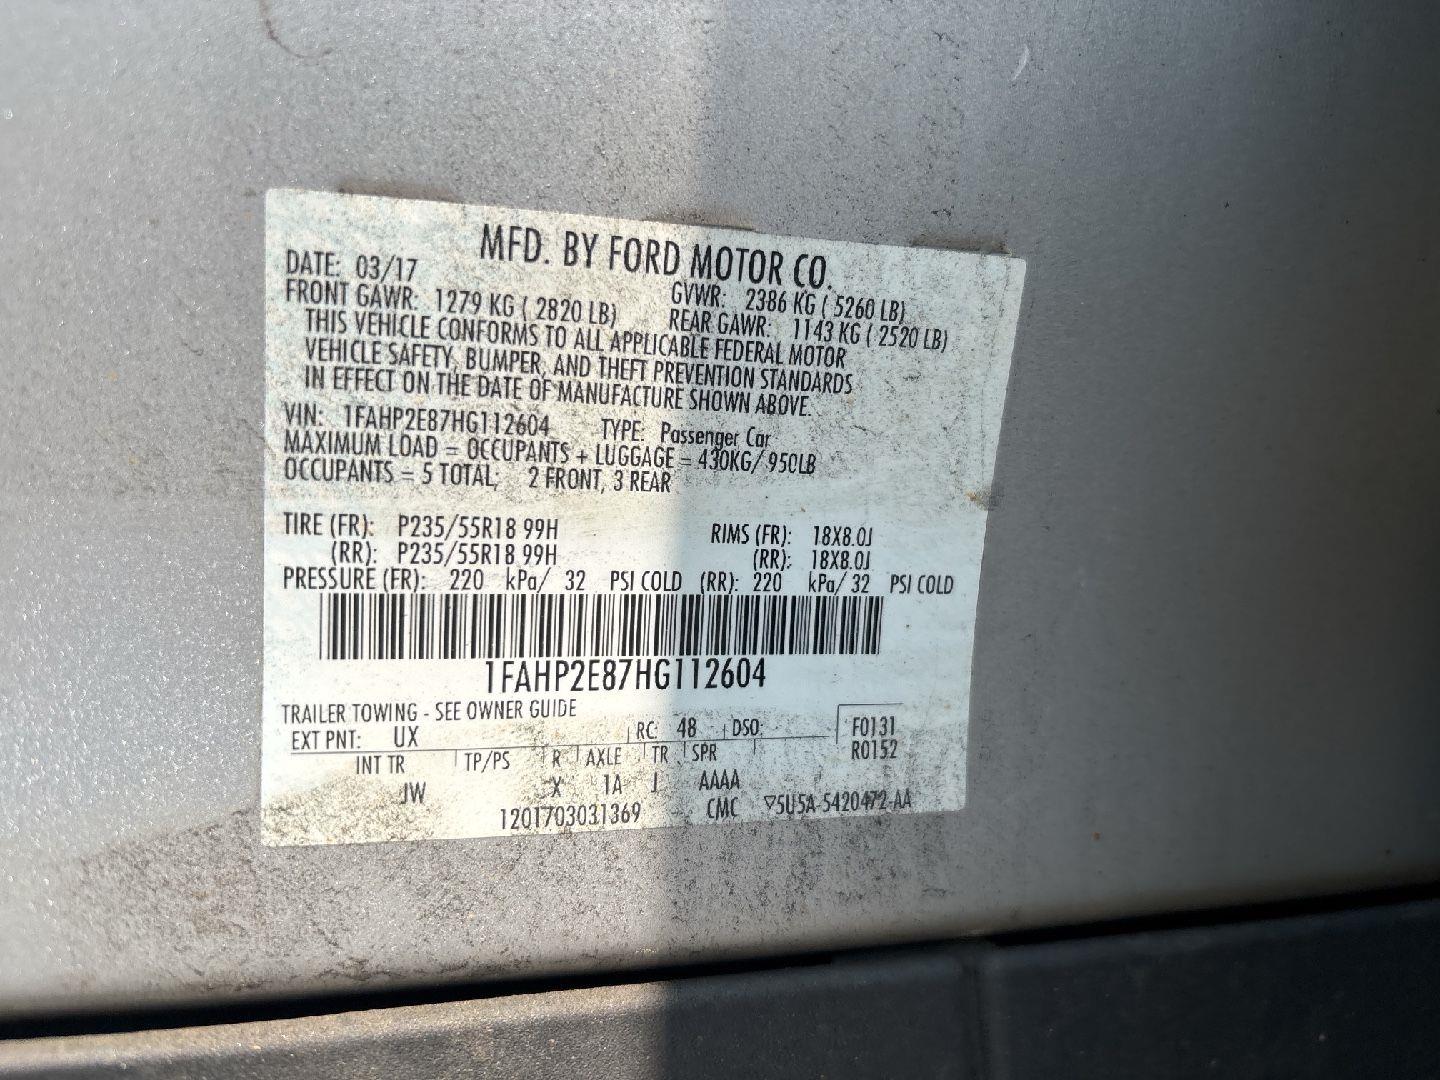 MFD. BY FORD MOTOR CO.
DATE: 03/17 GVWR: 2386 KG ( 5260 LB)
FRONT GAWR: 1279 KG ( 2820 LB) REAR GAWR: 1143 KG ( 2520 LB)
THIS VEHICLE CONFORMS TO ALL APPLICABLE FEDERAL MOTOR
VEHICLE SAFETY, BUMPER, AND THEFT PREVENTION STANDARDS
IN EFFECT ON THE DATE OF MANUFACTURE SHOWN ABOVE.
VIN: 1FAHP2E87HG112604 TYPE: Passenger Car
MAXIMUM LOAD = OCCUPANTS + LUGGAGE = 430KG/ 950LB
OCCUPANTS = 5 TOTAL; 2 FRONT, 3 REAR
TIRE (FR): P235/55R18 99H RIMS (FR): 18X8.0J
(RR): P235/55R18 99H (RR): 18X8.0J
PRESSURE (FR): 220 kPa/ 32 PSI COLD (RR): 220 kPa/ 32 PSI COLD
1FAHP2E87HG112604
TRAILER TOWING - SEE OWNER GUIDE
EXT PNT: UX RC: 48 DSO: F0131
INT TR TP/PS R AXLE TR SPR R0152
JW X 1A J AAAA
1201703031369 CMC ▽5U5A-5420472-AA